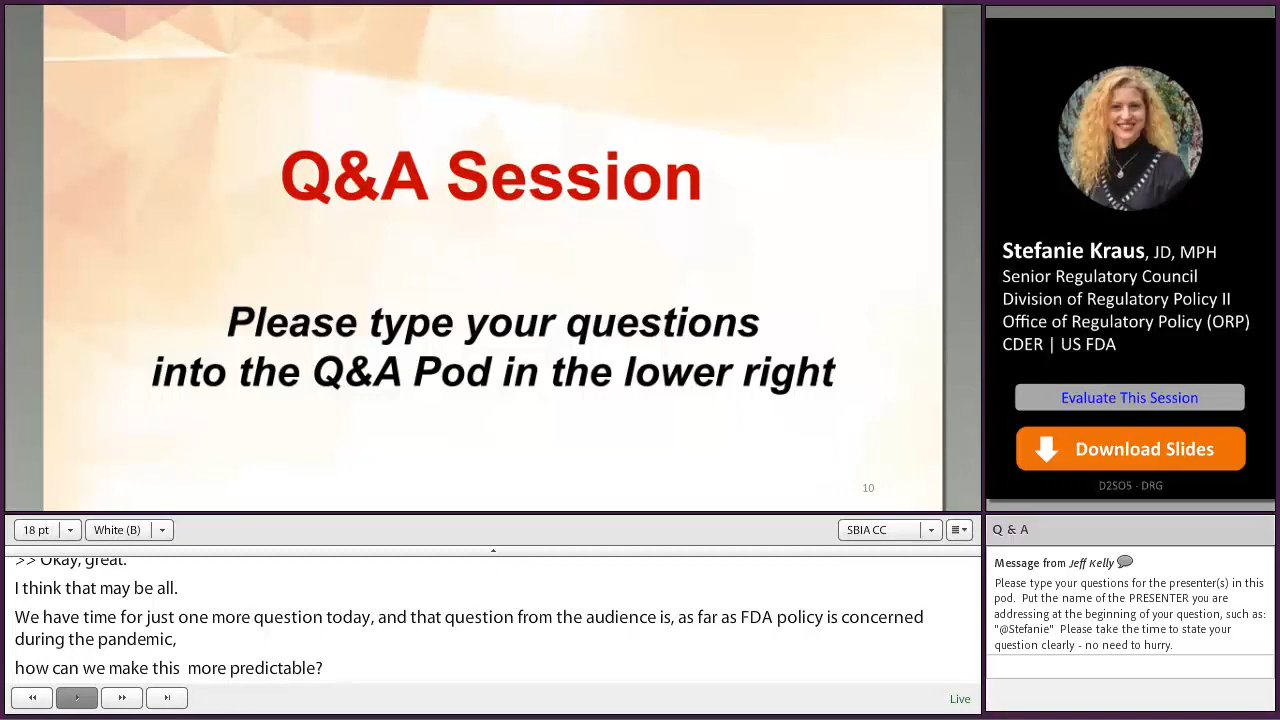 Q&A Session
Please type your questions
into the Q&A Pod in the lower right
10
Stefanie Kraus, JD, MPH
Senior Regulatory Council
Division of Regulatory Policy II
Office of Regulatory Policy (ORP)
CDER | US FDA
Evaluate This Session
Download Slides
D2SO5 - DRG
18 pt
White (B)
SBIA CC
>> Okay, great.
I think that may be all.
We have time for just one more question today, and that question from the audience is, as far as FDA policy is concerned
during the pandemic,
how can we make this  more predictable?
Live
Q & A
Message from Jeff Kelly
Please type your questions for the presenter(s) in this
pod.  Put the name of the PRESENTER you are
addressing at the beginning of your question, such as:
"@Stefanie"  Please take the time to state your
question clearly - no need to hurry.